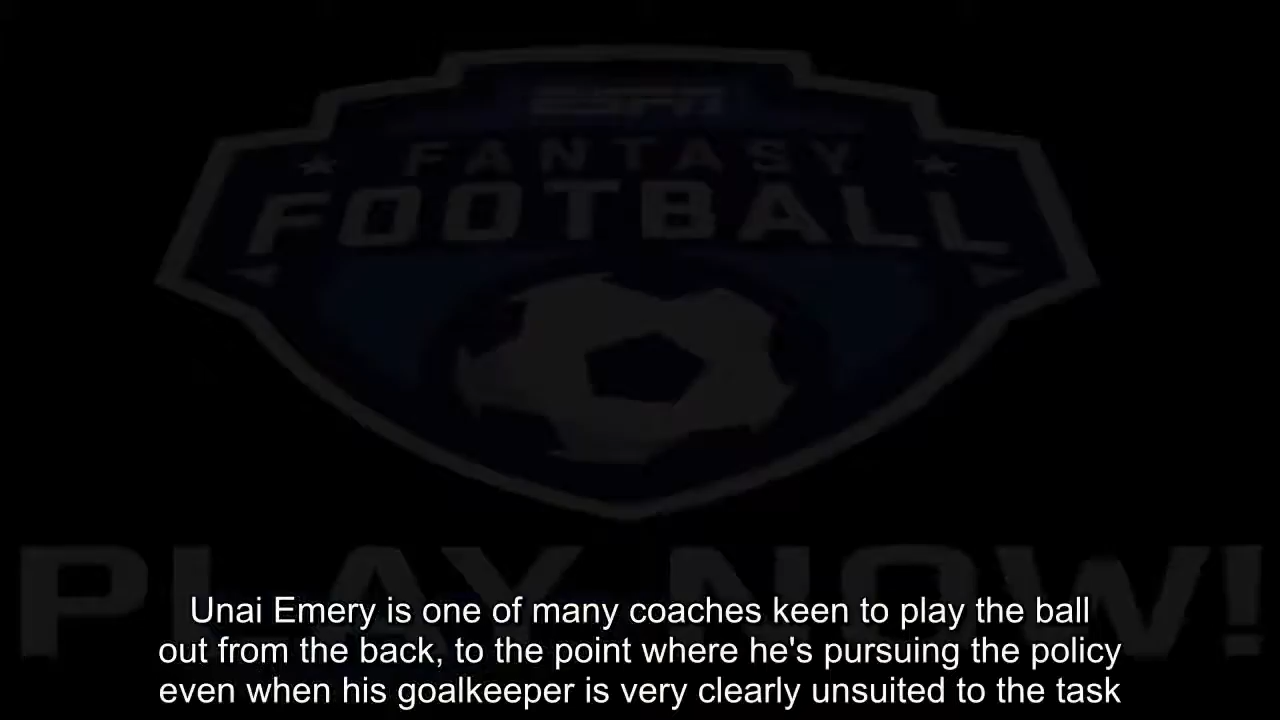 ESPN
FANTASY
FOOTBALL
PLAY NOW!
Unai Emery is one of many coaches keen to play the ball
out from the back, to the point where he's pursuing the policy
even when his goalkeeper is very clearly unsuited to the task